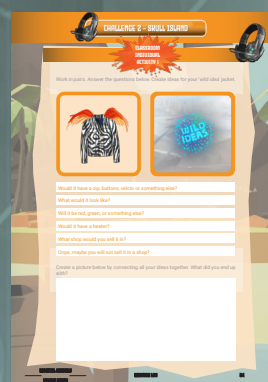 CHALLENGE 2 - SKULL ISLAND
CLASSROOM
INDIVIDUAL
ACTIVITY 1
Work in pairs. Answer the questions below. Create ideas for your 'wild idea' jacket.
WILD
IDEAS
Would it have a zip, buttons, velcro or something else?
What would it look like?
Will it be red, green, or something else?
Would it have a heater?
What shop would you sell it in?
Oops, maybe you will not sell it in a shop?
Create a picture below by connecting all your ideas together. What did you end up
with?